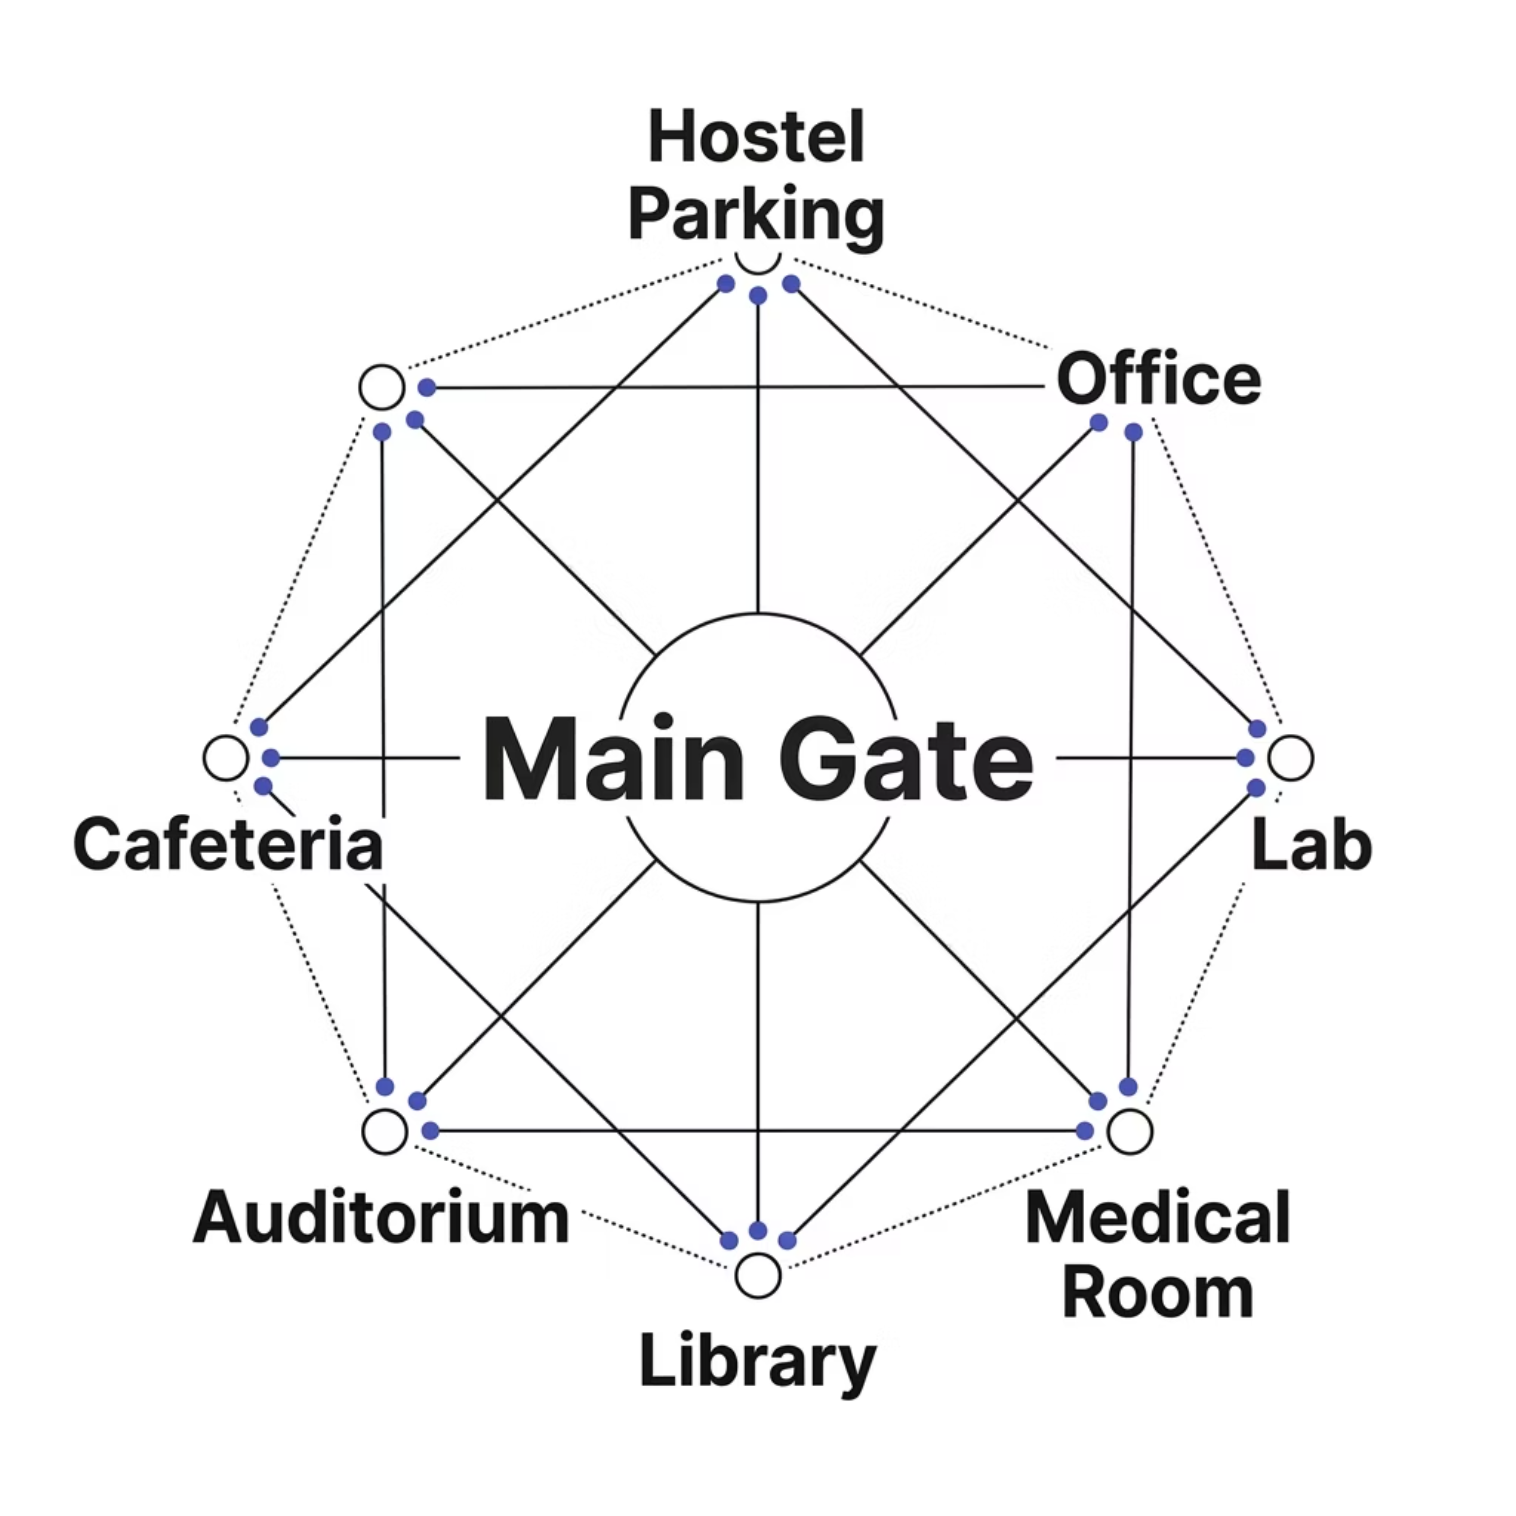 Hostel
Parking
Office
Main Gate
Cafeteria
Lab
Auditorium
Medical
Room
Library